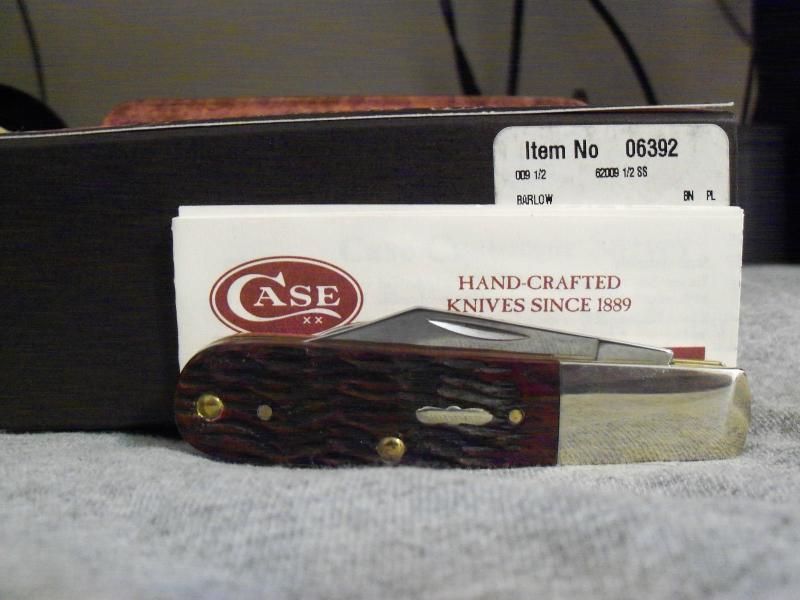 Item No 06392
009 1/2 62009 1/2 SS
BARLOW BN PL
CASE
XX
HAND-CRAFTED
KNIVES SINCE 1889